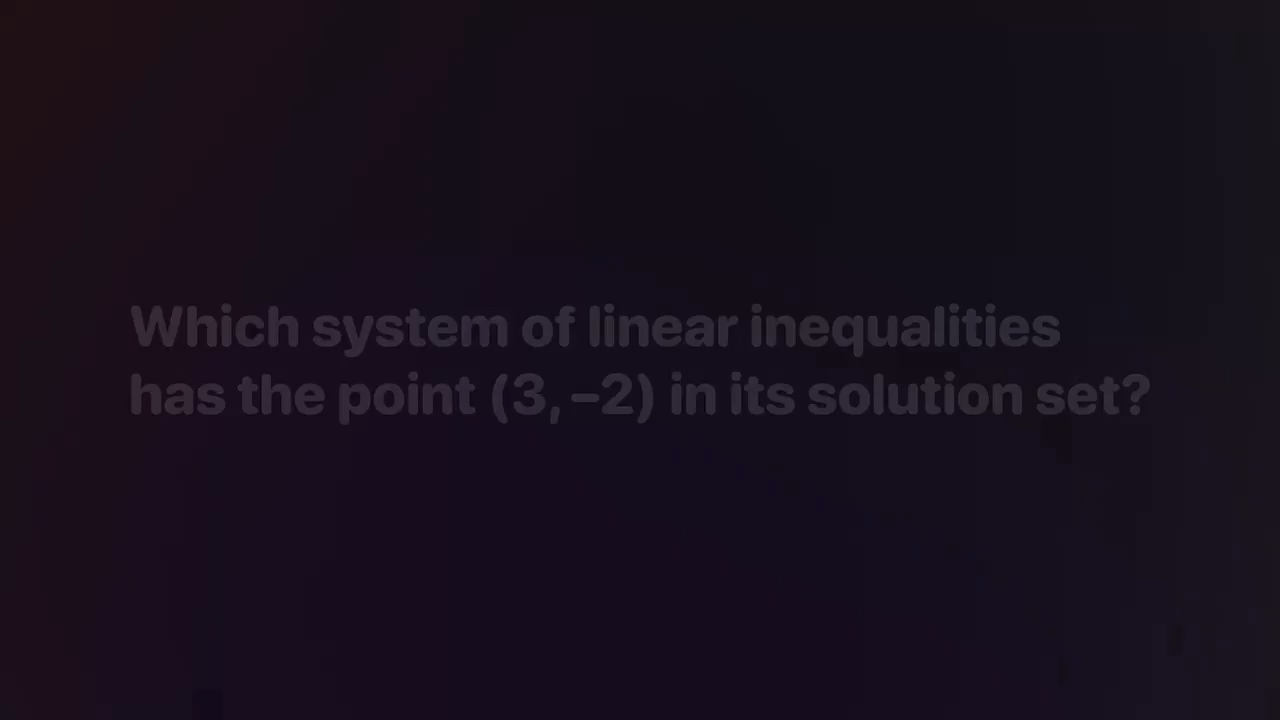 Which system of linear inequalities
has the point (3, −2) in its solution set?